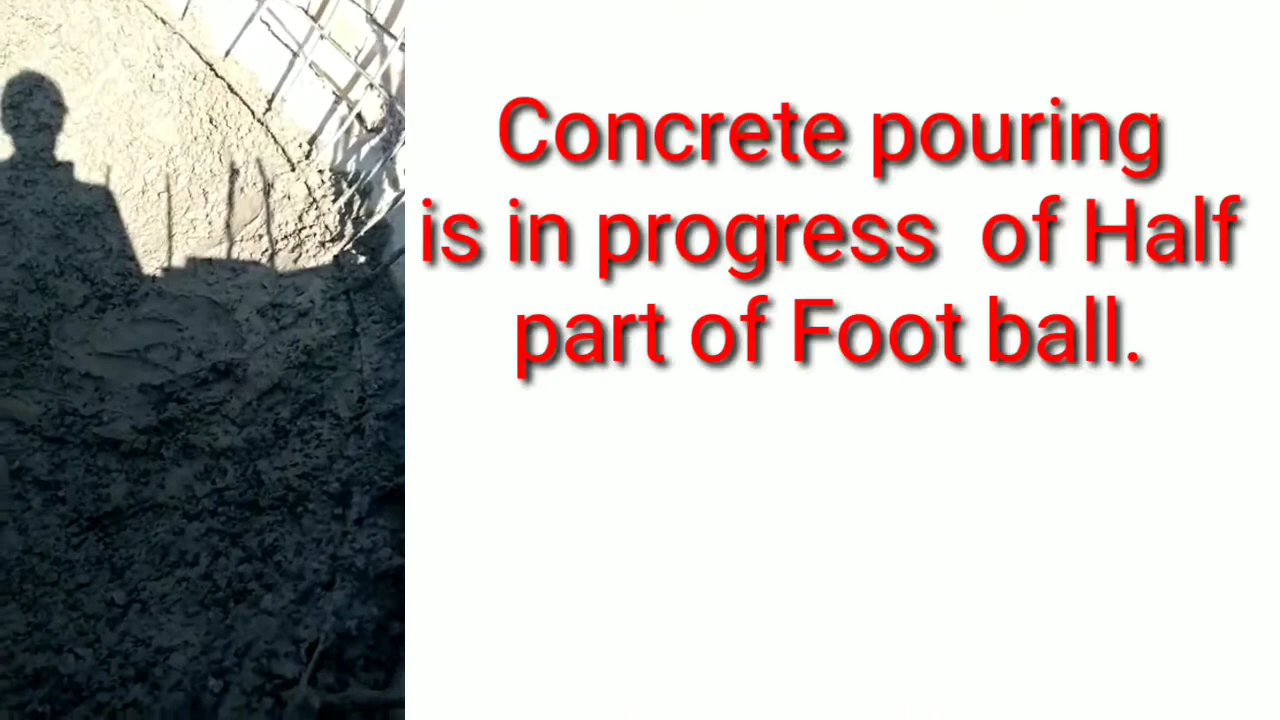 Concrete pouring
is in progress of Half
part of Foot ball.